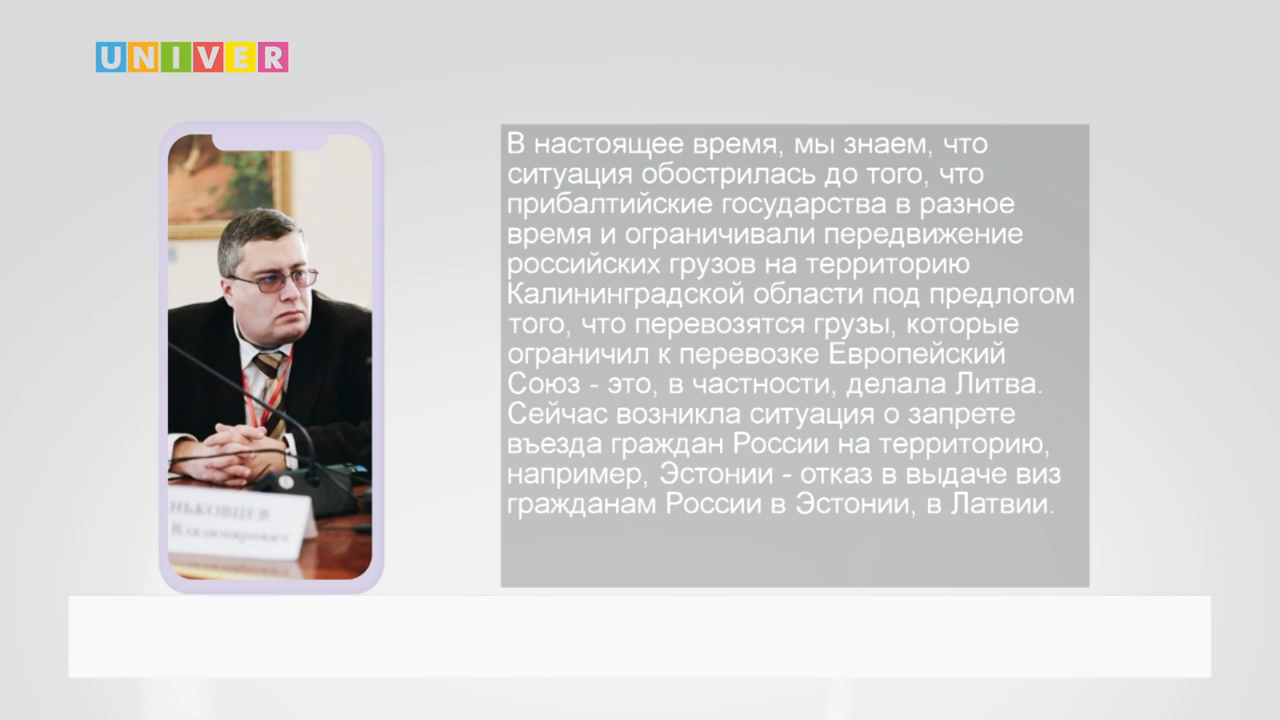 UNIVER
В настоящее время, мы знаем, что
ситуация обострилась до того, что
прибалтийские государства в разное
время и ограничивали передвижение
российских грузов на территорию
Калининградской области под предлогом
того, что перевозятся грузы, которые
ограничил к перевозке Европейский
Союз - это, в частности, делала Литва.
Сейчас возникла ситуация о запрете
въезда граждан России на территорию,
например, Эстонии - отказ в выдаче виз
гражданам России в Эстонии, в Латвии.
НЬКОВЦЕВ
Владимирович